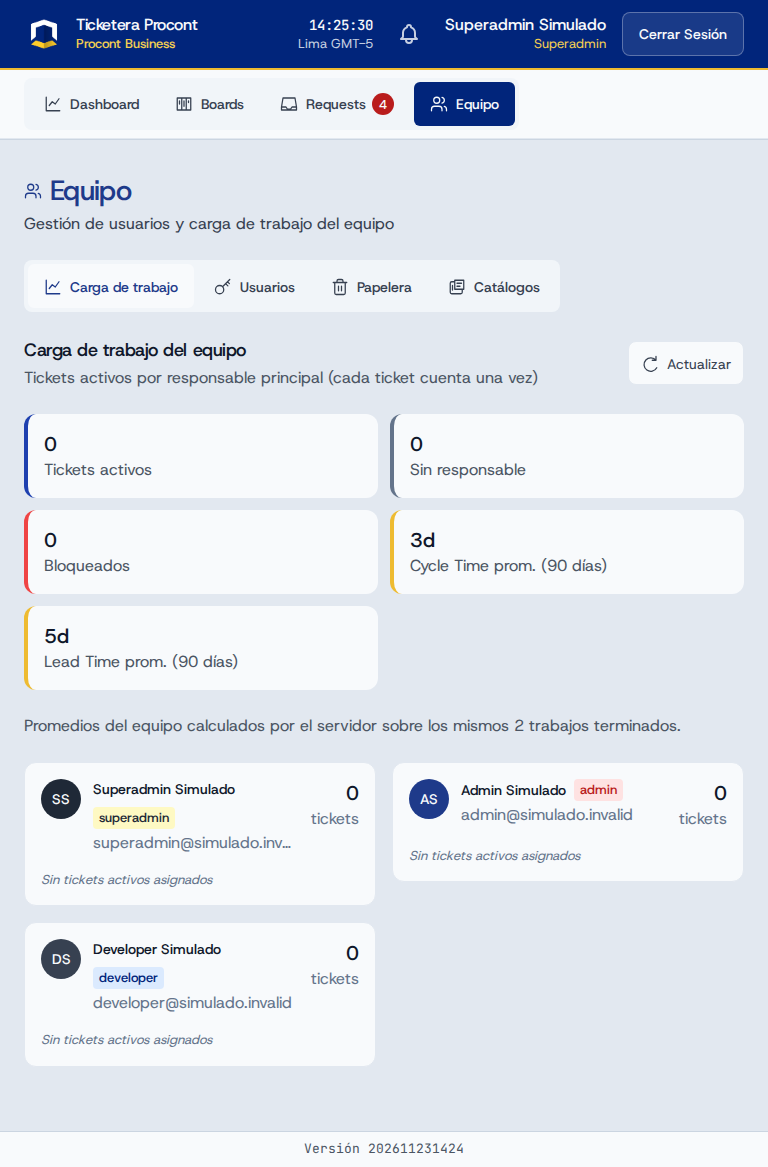 Ticketera Procont
Procont Business
14:25:30
Lima GMT-5
Superadmin Simulado
Superadmin
Cerrar Sesión
Dashboard
Boards
Requests 4
Equipo
Equipo
Gestión de usuarios y carga de trabajo del equipo
Carga de trabajo
Usuarios
Papelera
Catálogos
Carga de trabajo del equipo
Tickets activos por responsable principal (cada ticket cuenta una vez)
Actualizar
0
Tickets activos
0
Sin responsable
0
Bloqueados
3d
Cycle Time prom. (90 días)
5d
Lead Time prom. (90 días)
Promedios del equipo calculados por el servidor sobre los mismos 2 trabajos terminados.
SS
Superadmin Simulado
superadmin
superadmin@simulado.inv...
0
tickets
Sin tickets activos asignados
AS
Admin Simulado admin
admin@simulado.invalid
0
tickets
Sin tickets activos asignados
DS
Developer Simulado
developer
developer@simulado.invalid
0
tickets
Sin tickets activos asignados
Versión 202611231424